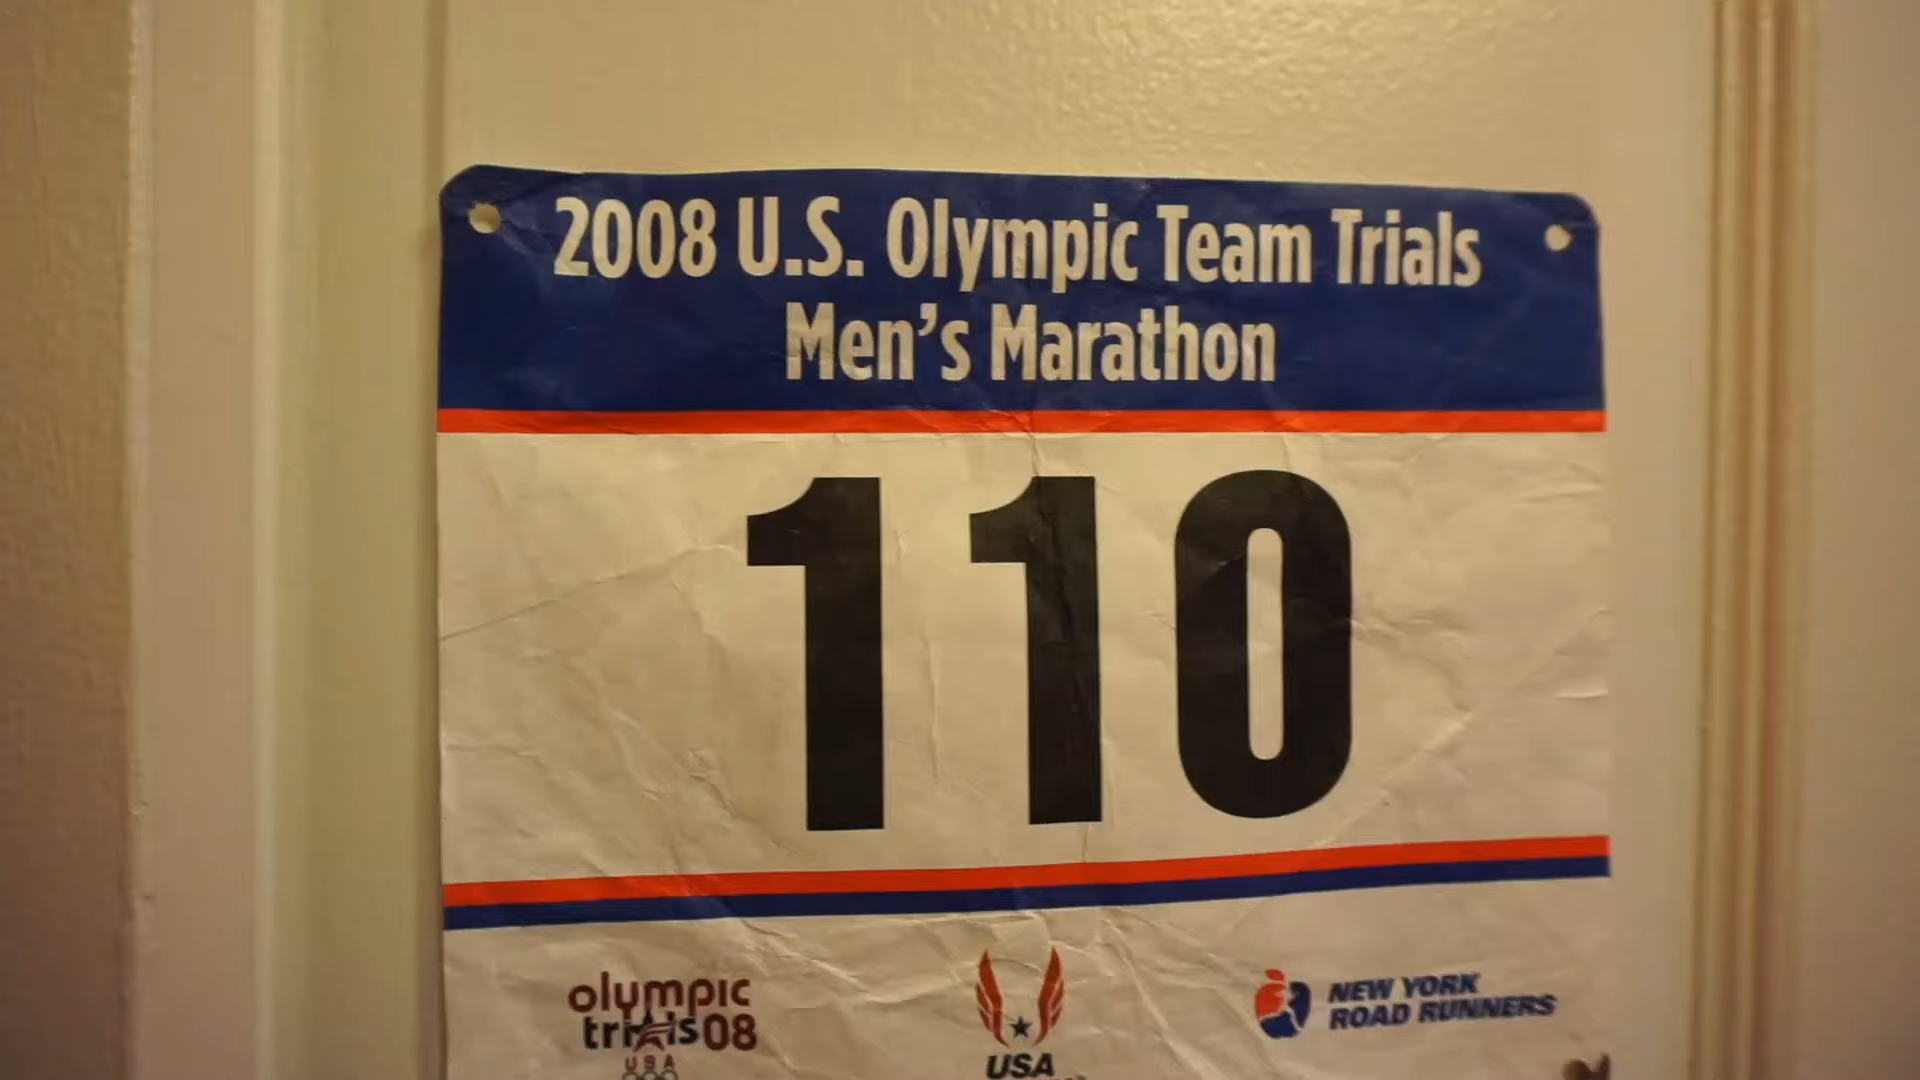 2008 U.S. Olympic Team Trials
Men's Marathon
110
olympic
trials08
USA
USA
NEW YORK
ROAD RUNNERS